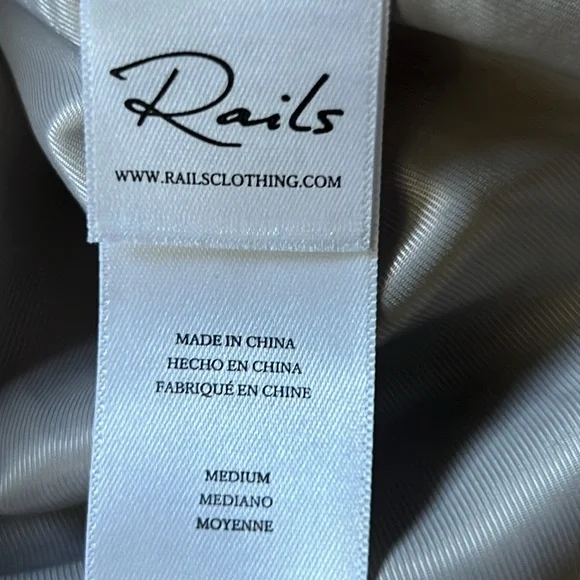 Rails
WWW.RAILSCLOTHING.COM
MADE IN CHINA
HECHO EN CHINA
FABRIQUÉ EN CHINE
MEDIUM
MEDIANO
MOYENNE